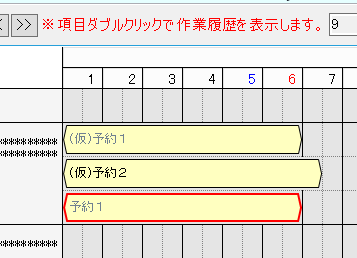 >> ※項目ダブルクリックで作業履歴を表示します。 9
1 2 3 4 5 6 7
(仮)予約１
**********
**********
(仮)予約２
予約１
**********